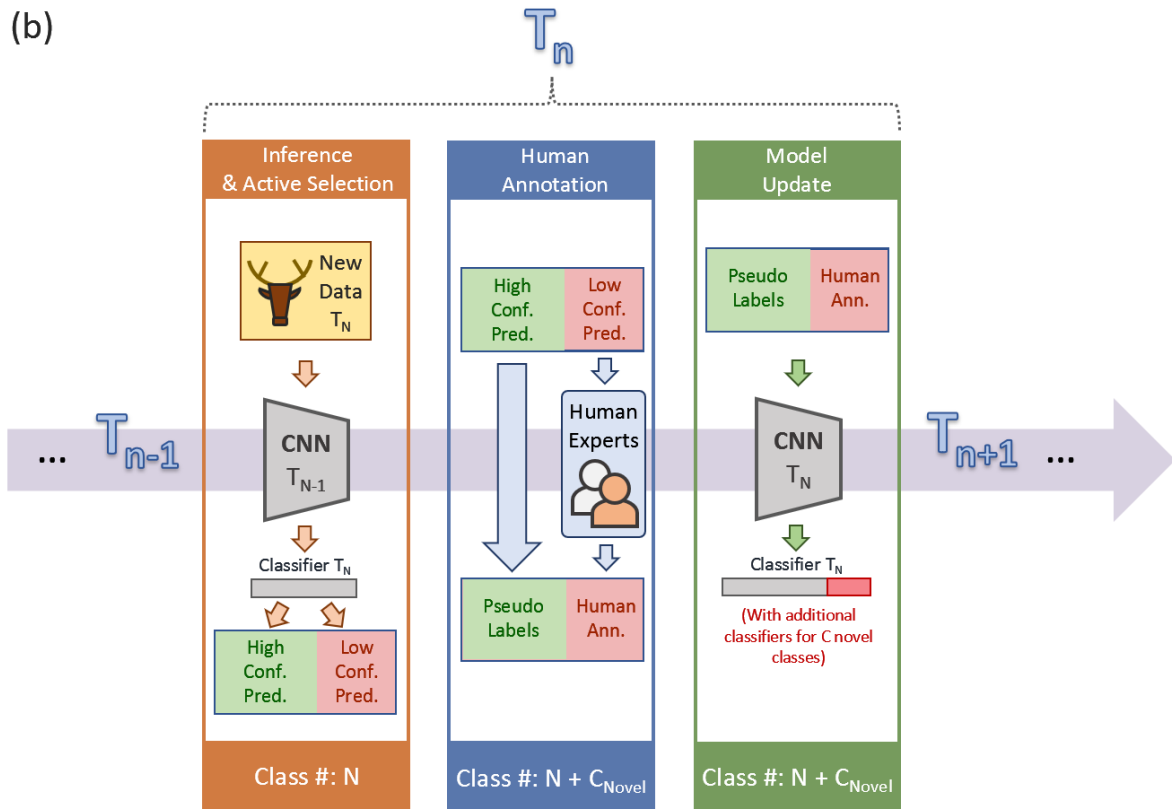 (b)
Tn
Inference
& Active Selection
New
Data
TN
CNN
TN-1
Classifier TN
High
Conf.
Pred.
Low
Conf.
Pred.
Class #: N
Human
Annotation
High
Conf.
Pred.
Low
Conf.
Pred.
Human
Experts
Pseudo
Labels
Human
Ann.
Class #: N + CNovel
Model
Update
Pseudo
Labels
Human
Ann.
CNN
TN
Classifier TN
(With additional
classifiers for C novel
classes)
Class #: N + CNovel
... Tn-1
Tn+1 ...